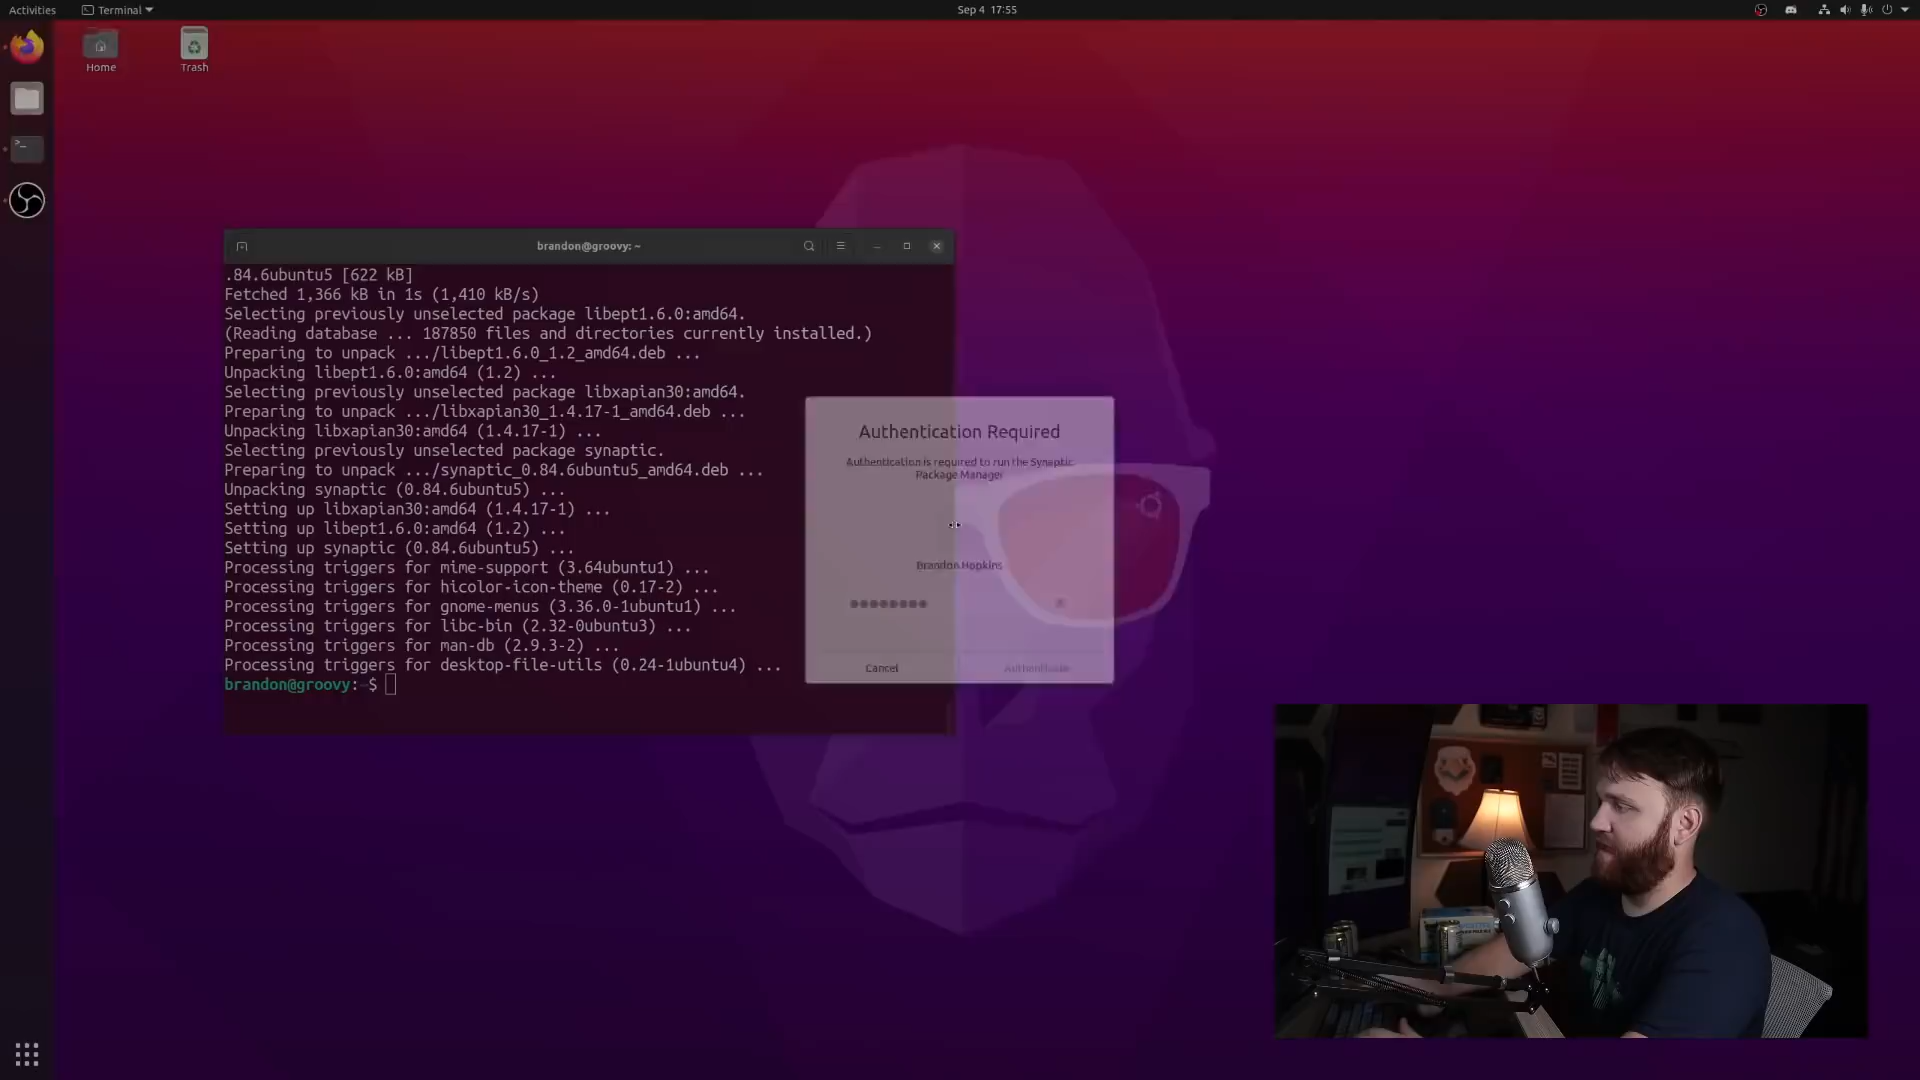 Activities
Terminal
Sep 4 17:55
Home
Trash
brandon@groovy: ~
.84.6ubuntu5 [622 kB]
Fetched 1,366 kB in 1s (1,410 kB/s)
Selecting previously unselected package libept1.6.0:amd64.
(Reading database ... 187850 files and directories currently installed.)
Preparing to unpack .../libept1.6.0_1.2_amd64.deb ...
Unpacking libept1.6.0:amd64 (1.2) ...
Selecting previously unselected package libxapian30:amd64.
Preparing to unpack .../libxapian30_1.4.17-1_amd64.deb ...
Unpacking libxapian30:amd64 (1.4.17-1) ...
Selecting previously unselected package synaptic.
Preparing to unpack .../synaptic_0.84.6ubuntu5_amd64.deb ...
Unpacking synaptic (0.84.6ubuntu5) ...
Setting up libxapian30:amd64 (1.4.17-1) ...
Setting up libept1.6.0:amd64 (1.2) ...
Setting up synaptic (0.84.6ubuntu5) ...
Processing triggers for mime-support (3.64ubuntu1) ...
Processing triggers for hicolor-icon-theme (0.17-2) ...
Processing triggers for gnome-menus (3.36.0-1ubuntu1) ...
Processing triggers for libc-bin (2.32-0ubuntu3) ...
Processing triggers for man-db (2.9.3-2) ...
Processing triggers for desktop-file-utils (0.24-1ubuntu4) ...
brandon@groovy:~$
Authentication Required
Authentication is required to run the Synaptic
Package Manager
Brandon Hopkins
Cancel
Authenticate